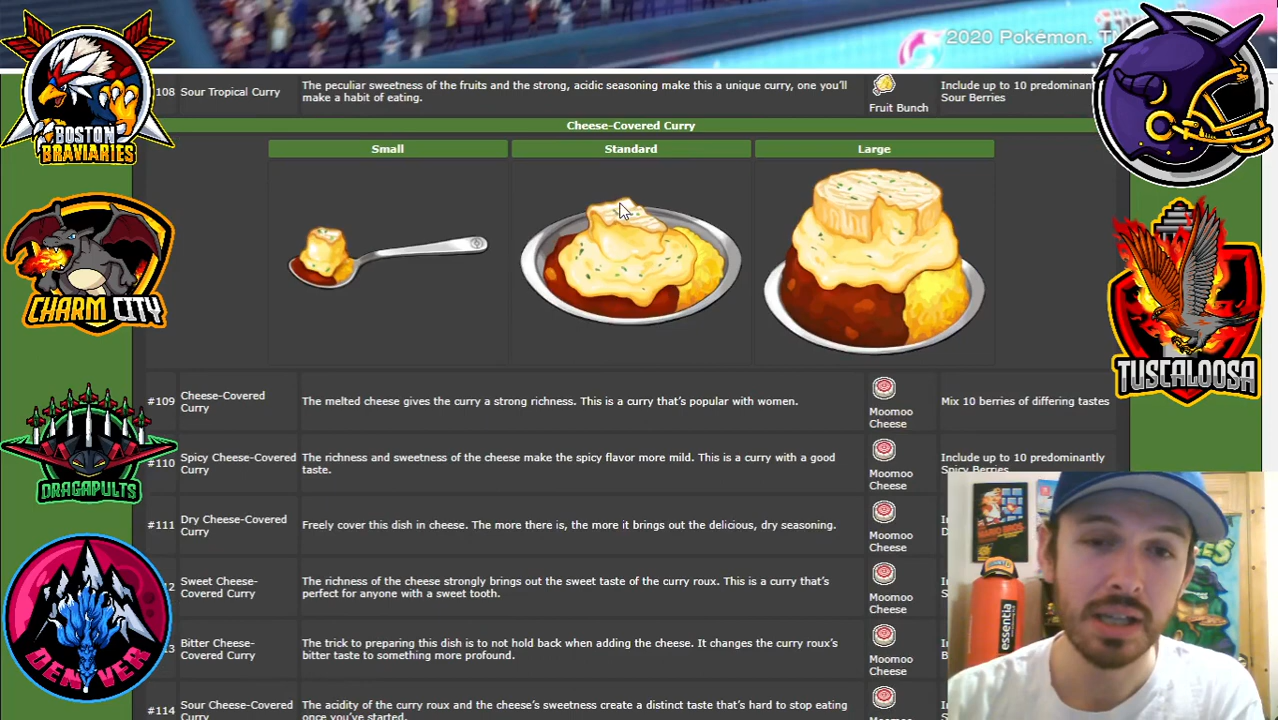 2020 Pokémon. T
108 Sour Tropical Curry The peculiar sweetness of the fruits and the strong, acidic seasoning make this a unique curry, one you'll
make a habit of eating.
Fruit Bunch
Include up to 10 predominant
Sour Berries
Cheese-Covered Curry
Small Standard Large
#109 Cheese-Covered
Curry
The melted cheese gives the curry a strong richness. This is a curry that's popular with women.
Moomoo
Cheese
Mix 10 berries of differing tastes
#110 Spicy Cheese-Covered
Curry
The richness and sweetness of the cheese make the spicy flavor more mild. This is a curry with a good
taste.
Moomoo
Cheese
Include up to 10 predominantly
Spicy Berries
#111 Dry Cheese-Covered
Curry
Freely cover this dish in cheese. The more there is, the more it brings out the delicious, dry seasoning.
Moomoo
Cheese
2 Sweet Cheese-
Covered Curry
The richness of the cheese strongly brings out the sweet taste of the curry roux. This is a curry that's
perfect for anyone with a sweet tooth.
Moomoo
Cheese
3 Bitter Cheese-
Covered Curry
The trick to preparing this dish is to not hold back when adding the cheese. It changes the curry roux's
bitter taste to something more profound.
Moomoo
Cheese
#114 Sour Cheese-Covered
Curry
The acidity of the curry roux and the cheese's sweetness create a distinct taste that's hard to stop eating
once you've started.
Moomoo
BOSTON
BRAVIARIES
CHARM CITY
DRAGAPULTS
DENVER
TUSCALOOSA
essentia